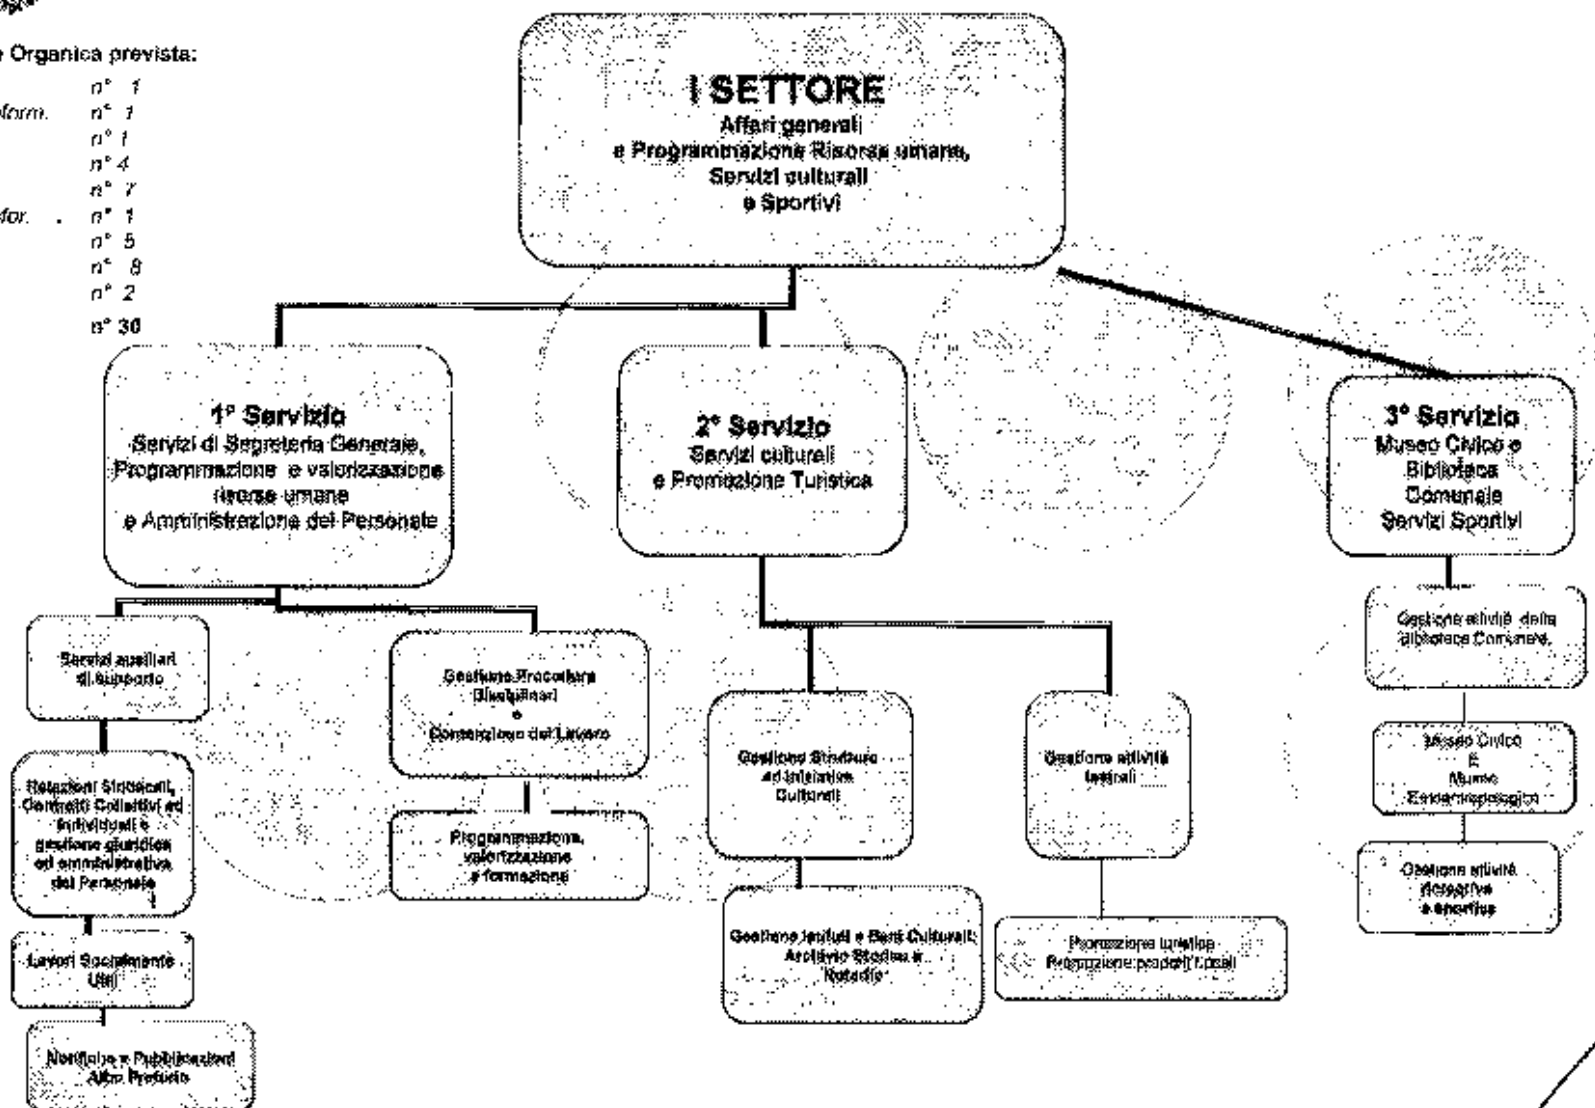 Organica prevista:
n° 1
n° 1
n° 1
n° 4
n° 7
n° 1
n° 5
n° 8
n° 2
n° 30
I SETTORE
Affari generali
e Programmazione Risorse umane,
Servizi culturali
e Sportivi
1° Servizio
Servizi di Segreteria Generale,
Programmazione e valorizzazione
risorse umane
e Amministrazione del Personale
2° Servizio
Servizi culturali
e Promozione Turistica
3° Servizio
Museo Civico e
Biblioteca
Comunale
Servizi Sportivi
Servizi ausiliari
di supporto
Relazioni Sindacali,
Contratti Collettivi ed
Individuali e
gestione giuridica
ed amministrativa
del Personale
Lavori Socialmente
Utili
Notifiche e Pubblicazioni
Albo Pretorio
Gestione Procedure
Disciplinari
e
Contenzioso del Lavoro
Programmazione,
valorizzazione
e formazione
Gestione Strutture
ed Iniziative
Culturali
Gestione Istituti e Beni Culturali,
Archivio Storico e
Gestione attività
teatrali
Promozione turistica
Promozione prodotti Locali
Gestione attività della
Biblioteca Comunale.
Museo Civico
E
Museo
Etnoantropologico
Gestione attività
ricreative
e sportive